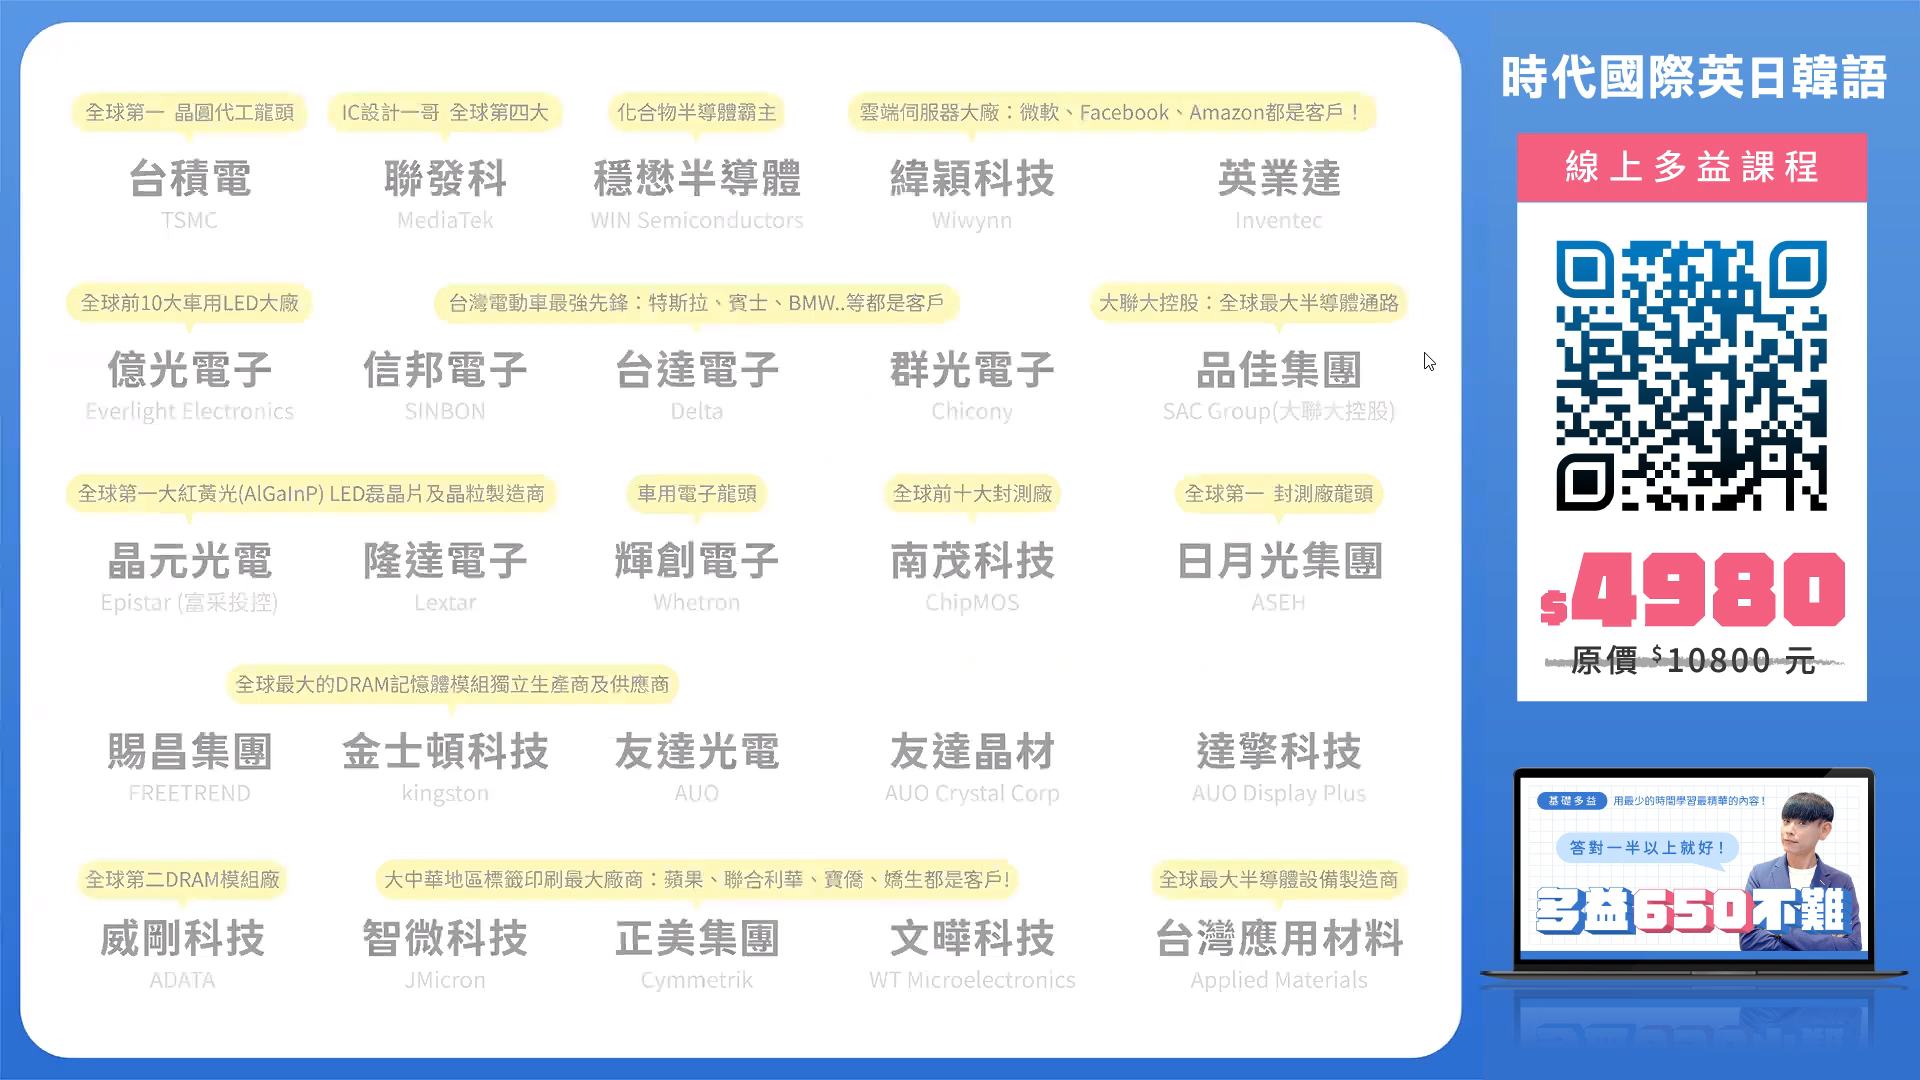 全球第一 晶圓代工龍頭
IC設計一哥 全球第四大
化合物半導體霸主
雲端伺服器大廠：微軟、Facebook、Amazon都是客戶！
台積電
聯發科
穩懋半導體
緯穎科技
英業達
TSMC
MediaTek
WIN Semiconductors
Wiwynn
Inventec
全球前10大車用LED大廠
台灣電動車最強先鋒：特斯拉、賓士、BMW..等都是客戶
大聯大控股：全球最大半導體通路
億光電子
信邦電子
台達電子
群光電子
品佳集團
Everlight Electronics
SINBON
Delta
Chicony
SAC Group(大聯大控股)
全球第一大紅黃光(AlGaInP) LED磊晶片及晶粒製造商
車用電子龍頭
全球前十大封測廠
全球第一 封測廠龍頭
晶元光電
隆達電子
輝創電子
南茂科技
日月光集團
Epistar (富采投控)
Lextar
Whetron
ChipMOS
ASEH
全球最大的DRAM記憶體模組獨立生產商及供應商
賜昌集團
金士頓科技
友達光電
友達晶材
達擎科技
FREETREND
kingston
AUO
AUO Crystal Corp
AUO Display Plus
全球第二DRAM模組廠
大中華地區標籤印刷最大廠商：蘋果、聯合利華、寶僑、嬌生都是客戶!
全球最大半導體設備製造商
威剛科技
智微科技
正美集團
文曄科技
台灣應用材料
ADATA
JMicron
Cymmetrik
WT Microelectronics
Applied Materials
時代國際英日韓語
線上多益課程
$4980
原價 $10800 元
基礎多益 用最少的時間學習最精華的內容！
答對一半以上就好！
多益650不難